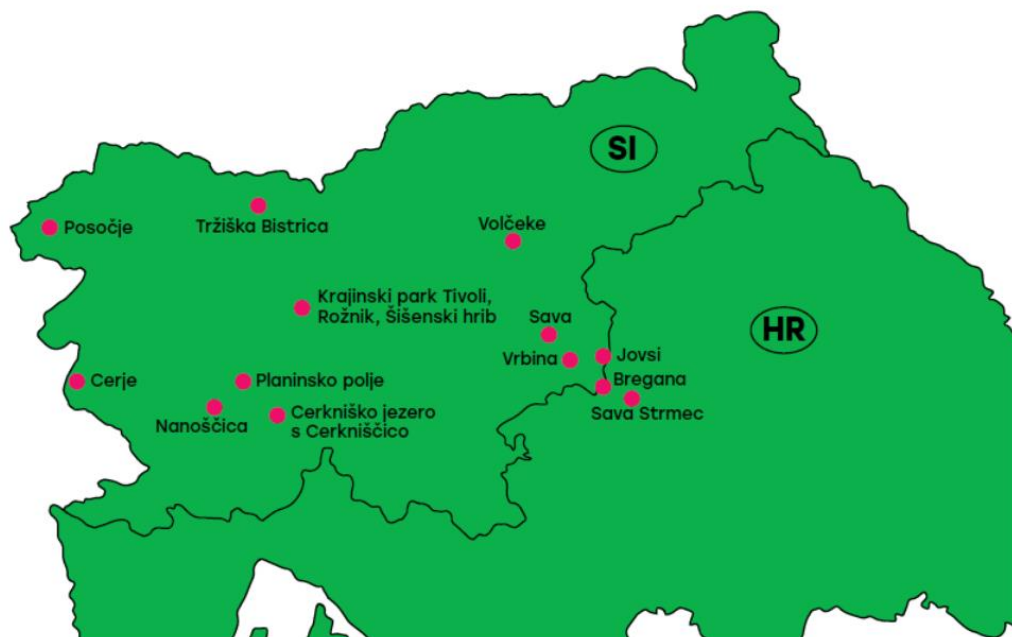 SI
Posočje
Tržiška Bistrica
Volčeke
Krajinski park Tivoli,
Rožnik, Šišenski hrib
Sava
HR
Vrbina
Jovsi
Cerje
Planinsko polje
Bregana
Sava Strmec
Nanoščica
Cerkniško jezero
s Cerkniščico